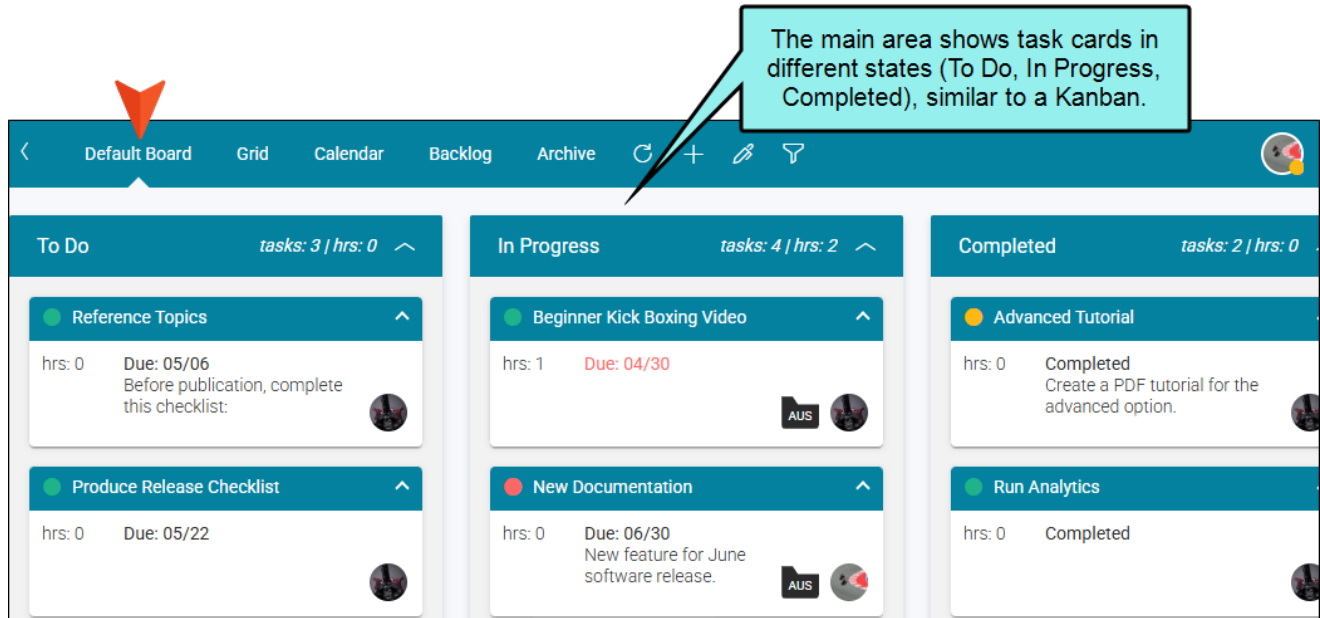 The main area shows task cards in
different states (To Do, In Progress,
Completed), similar to a Kanban.
Default Board Grid Calendar Backlog Archive
To Do tasks: 3 | hrs: 0
Reference Topics
hrs: 0 Due: 05/06
Before publication, complete
this checklist:
Produce Release Checklist
hrs: 0 Due: 05/22
In Progress tasks: 4 | hrs: 2
Beginner Kick Boxing Video
hrs: 1 Due: 04/30
AUS
New Documentation
hrs: 0 Due: 06/30
New feature for June
software release.
AUS
Completed tasks: 2 | hrs: 0
Advanced Tutorial
hrs: 0 Completed
Create a PDF tutorial for the
advanced option.
Run Analytics
hrs: 0 Completed